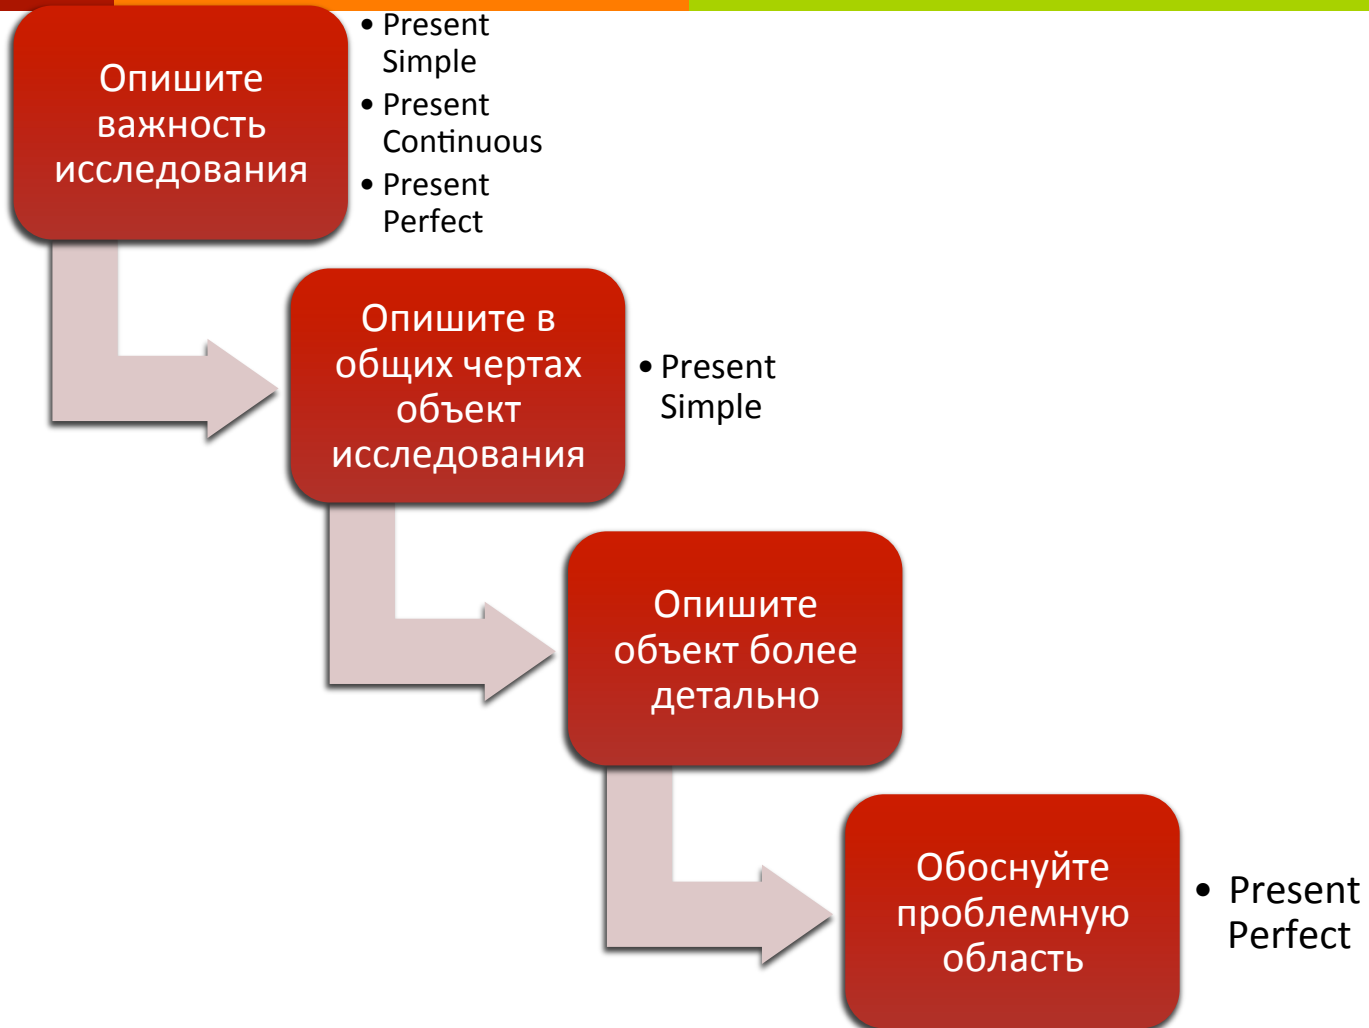 Опишите
важность
исследования
• Present
Simple
• Present
Continuous
• Present
Perfect
Опишите в
общих чертах
объект
исследования
• Present
Simple
Опишите
объект более
детально
Обоснуйте
проблемную
область
• Present
Perfect